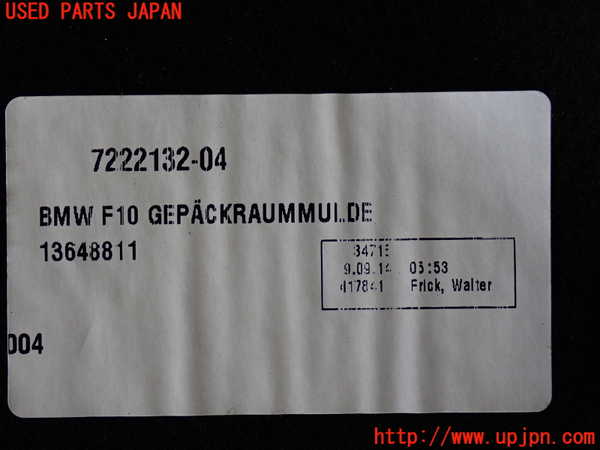 USED PARTS JAPAN
7222132-04
BMW F10 GEPÄCKRAUMMULDE
13648811
34715
9.09.14 05:53
417841 Frick, Walter
004
http://www.upjpn.com/